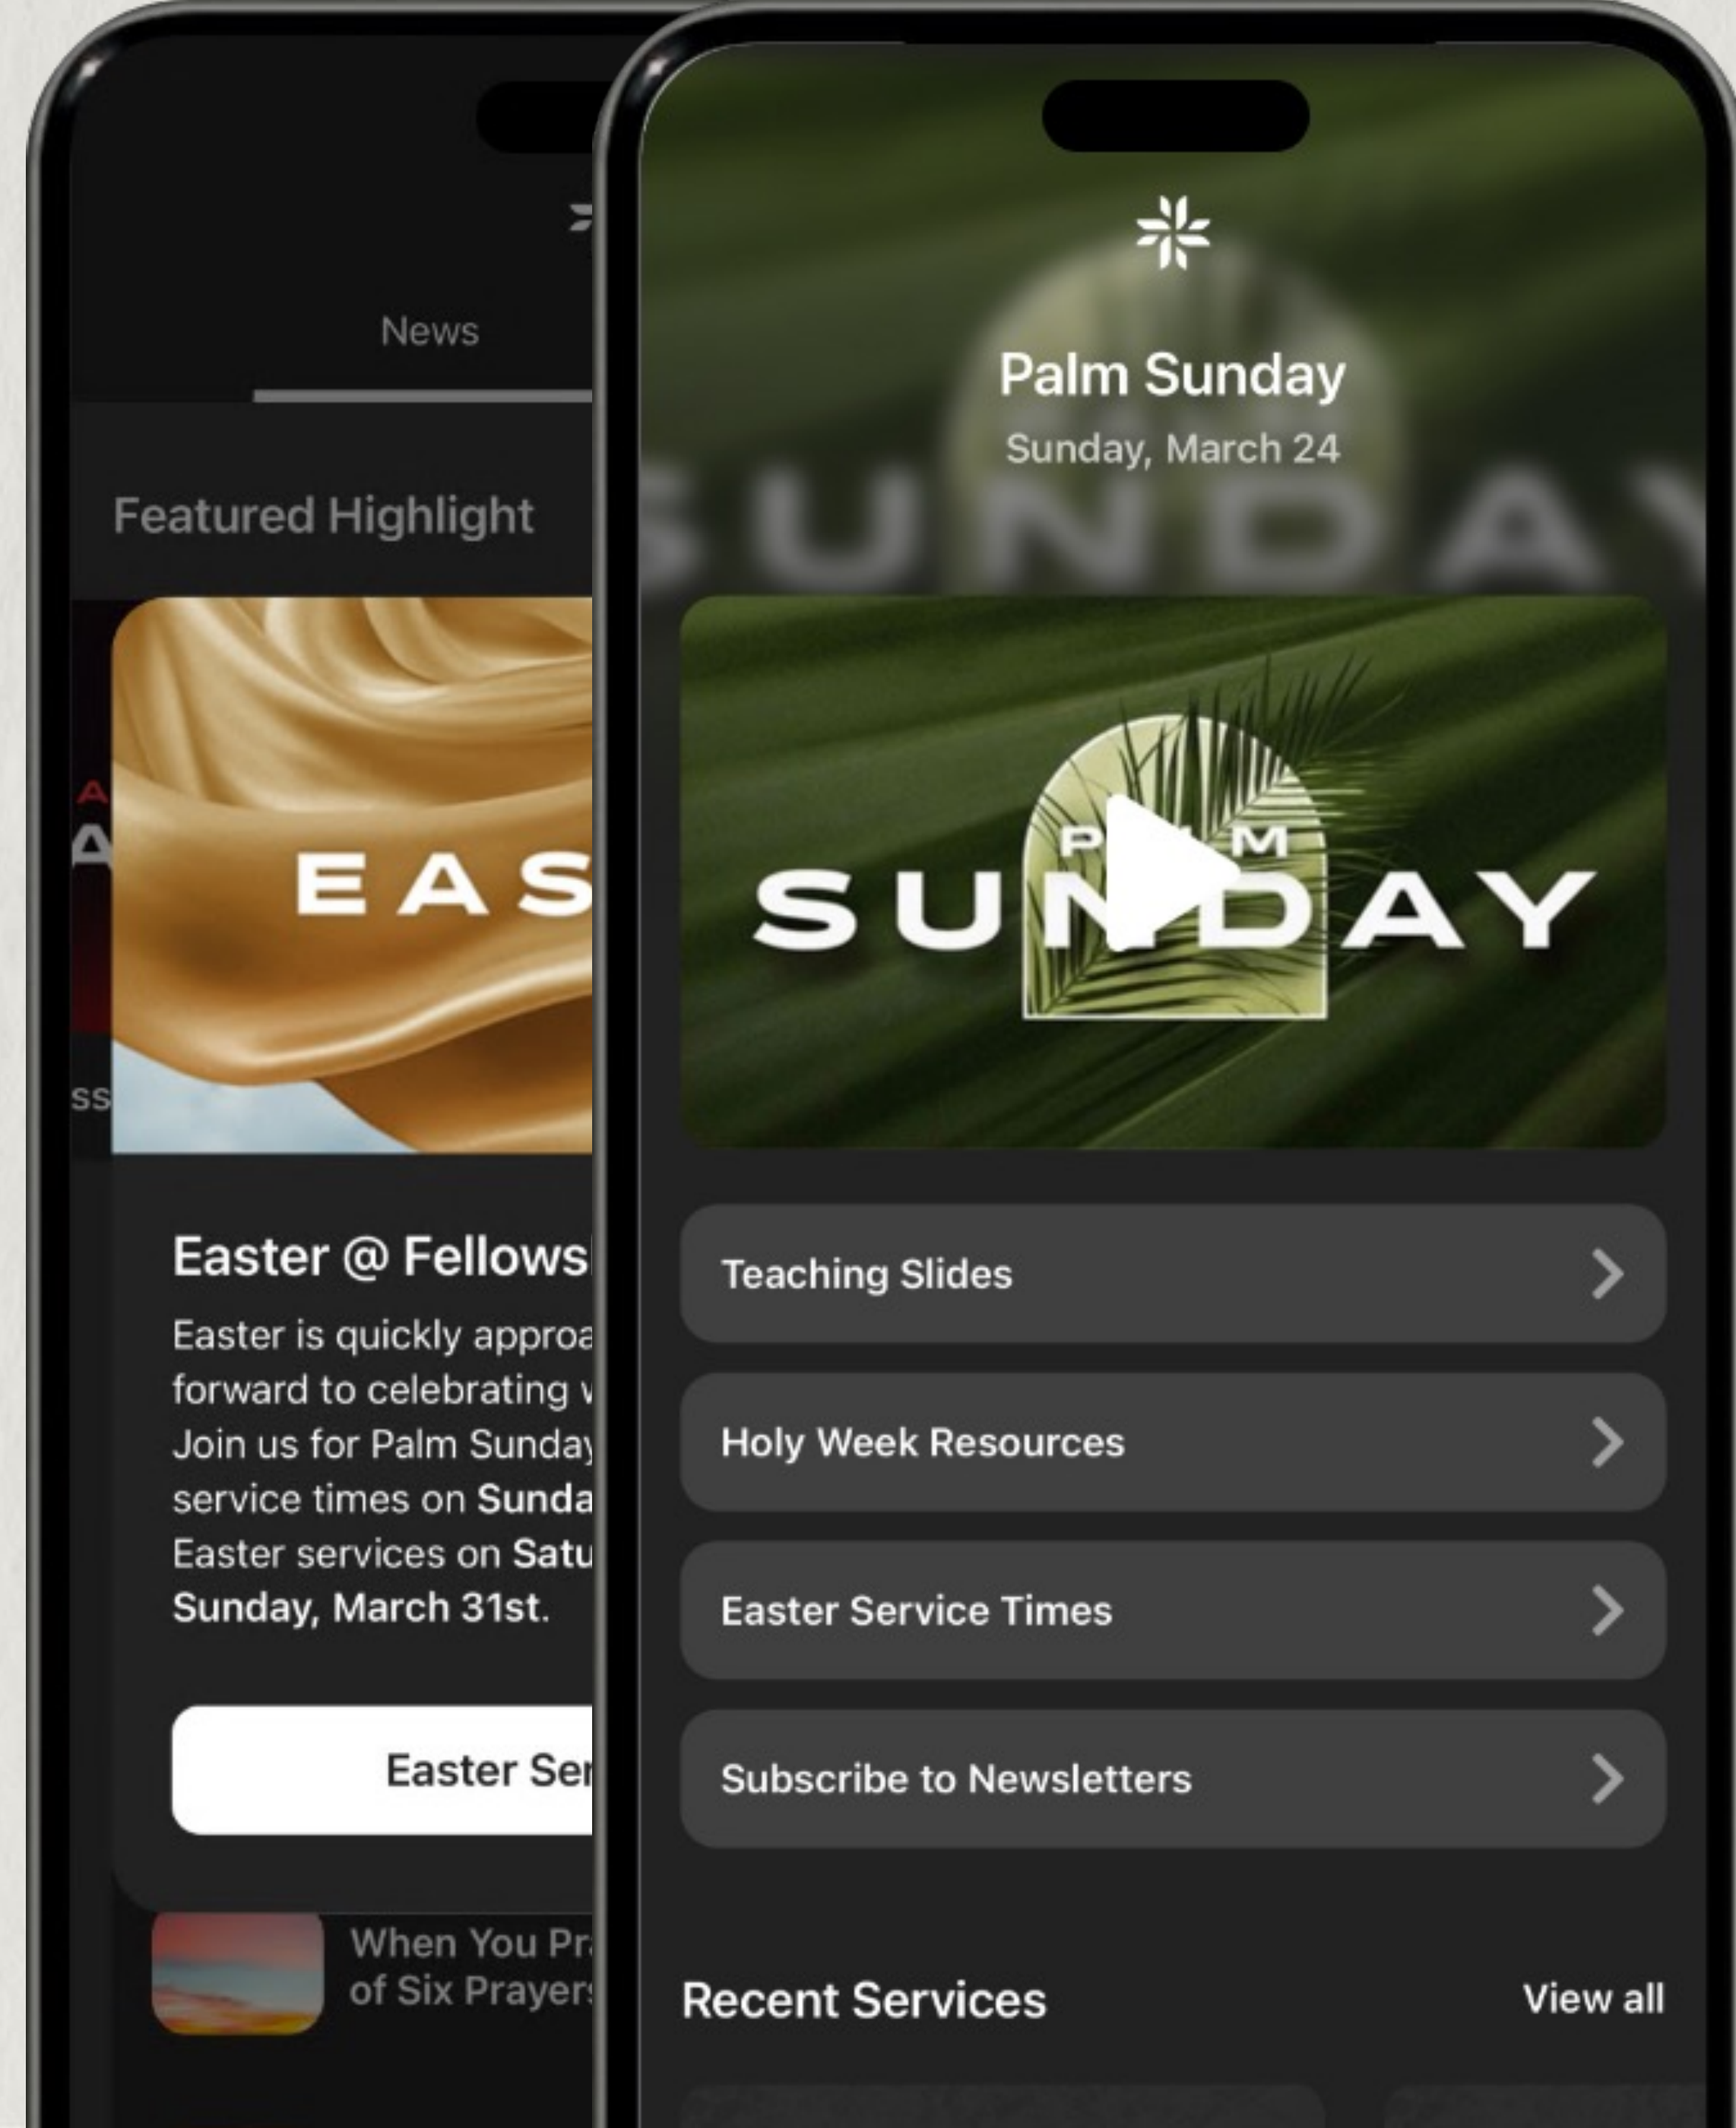 News
Featured Highlight
A
A
EAS
ss
Easter @ Fellows
Easter is quickly approa
forward to celebrating
Join us for Palm Sunday
service times on Sunda
Easter services on Satu
Sunday, March 31st.
Easter Ser
When You Pra
of Six Prayers
Palm Sunday
Sunday, March 24
SUNDAY
P M
SUNDAY
Teaching Slides
Holy Week Resources
Easter Service Times
Subscribe to Newsletters
Recent Services
View all